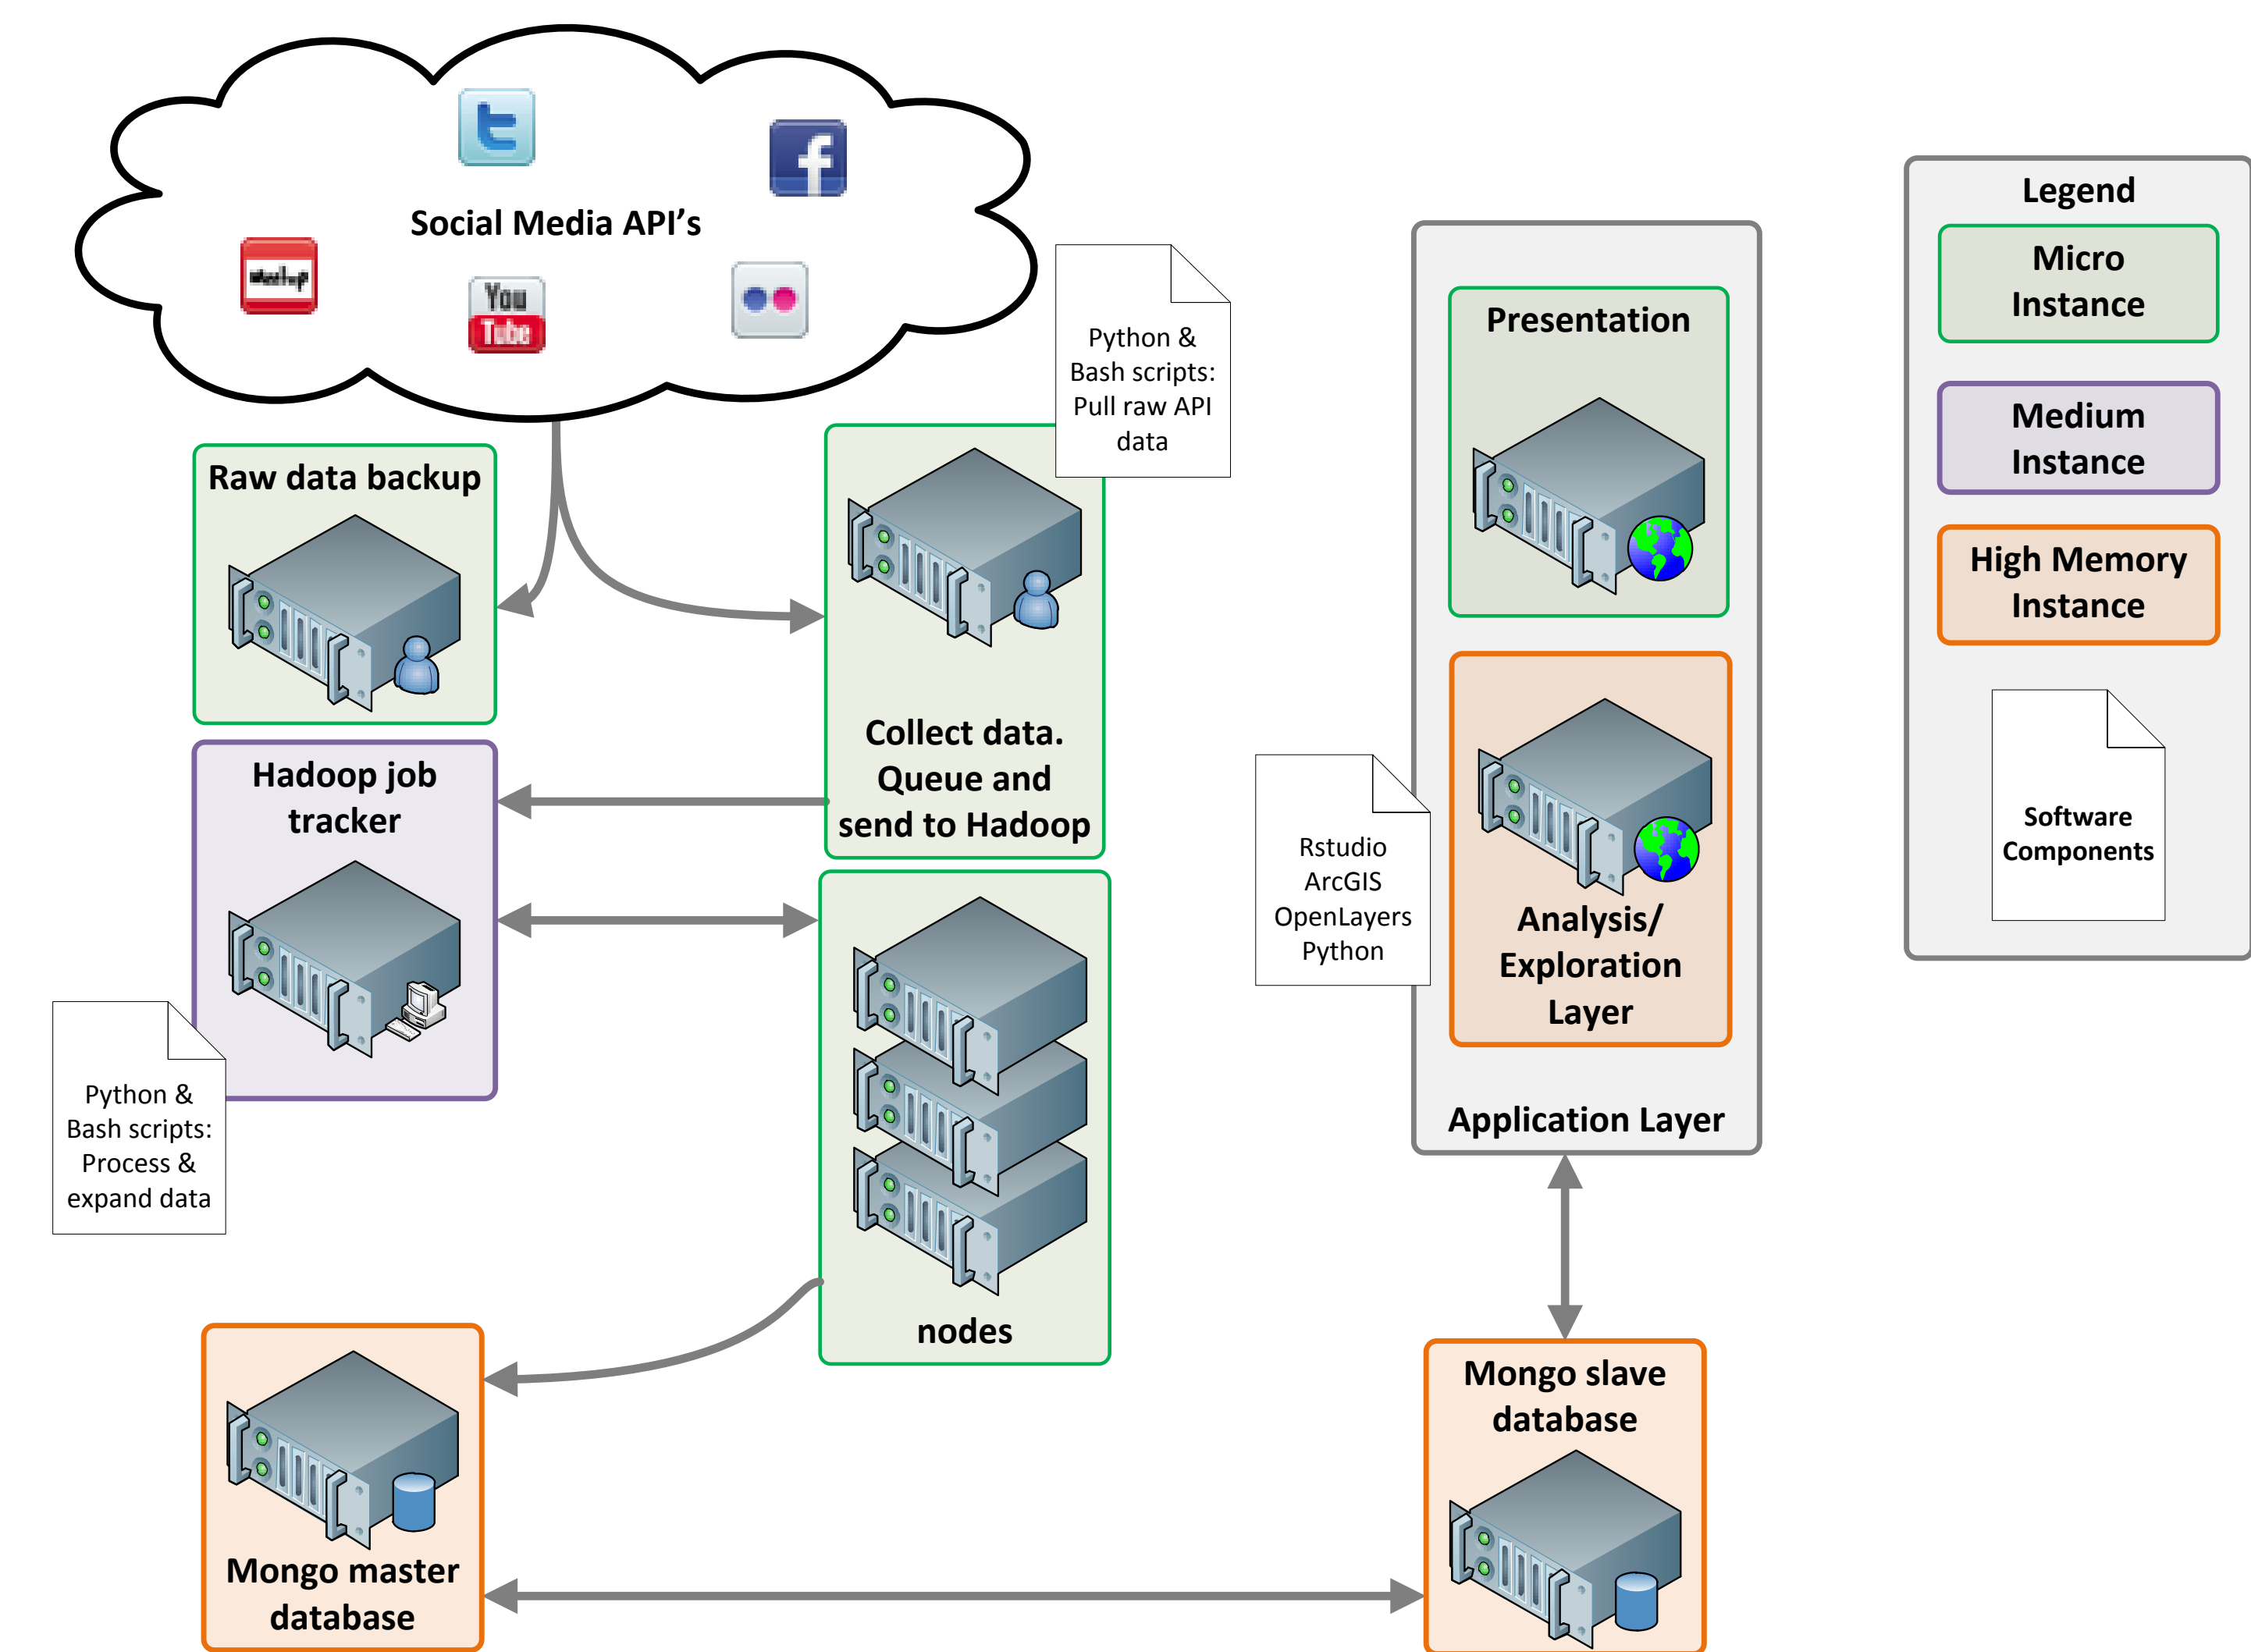 Social Media API's
You
Tube
Python &
Bash scripts:
Pull raw API
data
Raw data backup
Collect data.
Queue and
send to Hadoop
Hadoop job
tracker
Python &
Bash scripts:
Process &
expand data
nodes
Mongo master
database
Presentation
Rstudio
ArcGIS
OpenLayers
Python
Analysis/
Exploration
Layer
Application Layer
Mongo slave
database
Legend
Micro
Instance
Medium
Instance
High Memory
Instance
Software
Components